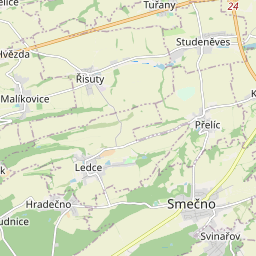 Tuřany
24
Studeněves
Hvězda
Řisuty
Malíkovice
Přelíc
Ledce
Hradečno
Smečno
Svinařov